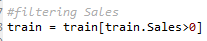 #filtering Sales
train = train[train.Sales>0]